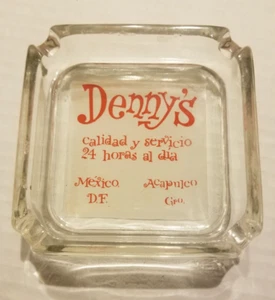 Denny's
calidad y servicio
24 horas al dia
Mexico Acapulco
D.F. Gro.